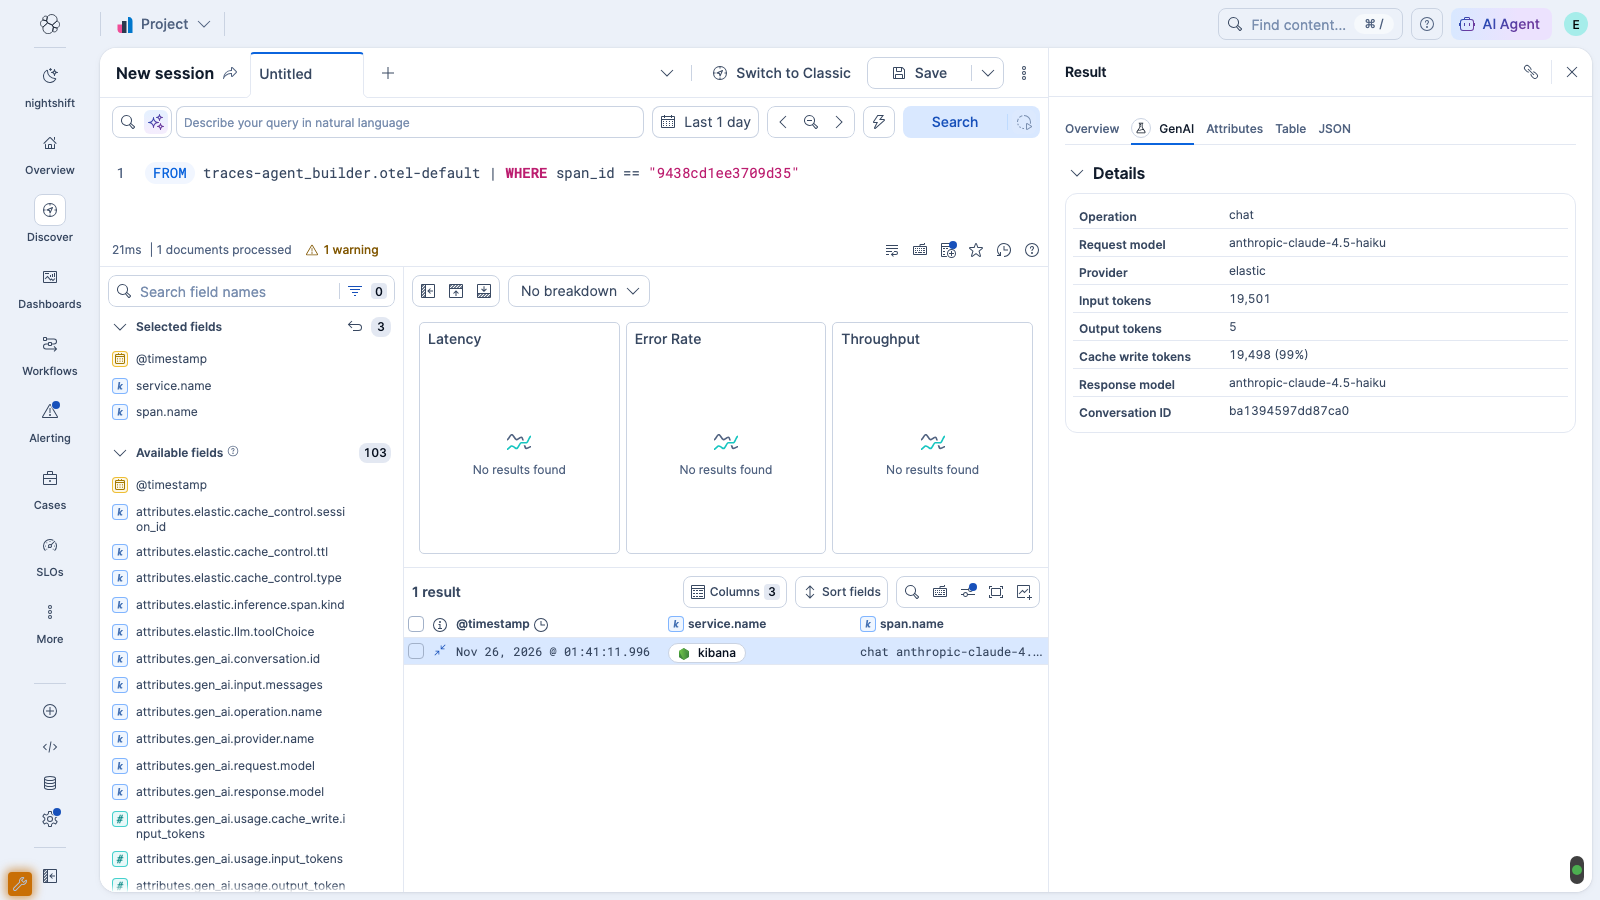 Project
Find content...
⌘ /
AI Agent
E
nightshift
Overview
Discover
Dashboards
Workflows
Alerting
Cases
SLOs
More
New session
Untitled
Switch to Classic
Save
Describe your query in natural language
Last 1 day
Search
1 FROM traces-agent_builder.otel-default | WHERE span_id == "9438cd1ee3709d35"
21ms | 1 documents processed 1 warning
Search field names
0
Selected fields
3
@timestamp
service.name
span.name
Available fields
103
@timestamp
attributes.elastic.cache_control.sessi
on_id
attributes.elastic.cache_control.ttl
attributes.elastic.cache_control.type
attributes.elastic.inference.span.kind
attributes.elastic.llm.toolChoice
attributes.gen_ai.conversation.id
attributes.gen_ai.input.messages
attributes.gen_ai.operation.name
attributes.gen_ai.provider.name
attributes.gen_ai.request.model
attributes.gen_ai.response.model
attributes.gen_ai.usage.cache_write.i
nput_tokens
attributes.gen_ai.usage.input_tokens
attributes.gen_ai.usage.output_token
No breakdown
Latency
No results found
Error Rate
No results found
Throughput
No results found
1 result
Columns 3
Sort fields
@timestamp
k service.name
k span.name
Nov 26, 2026 @ 01:41:11.996
kibana
chat anthropic-claude-4....
Result
Overview
GenAI
Attributes
Table
JSON
Details
Operation chat
Request model anthropic-claude-4.5-haiku
Provider elastic
Input tokens 19,501
Output tokens 5
Cache write tokens 19,498 (99%)
Response model anthropic-claude-4.5-haiku
Conversation ID ba1394597dd87ca0